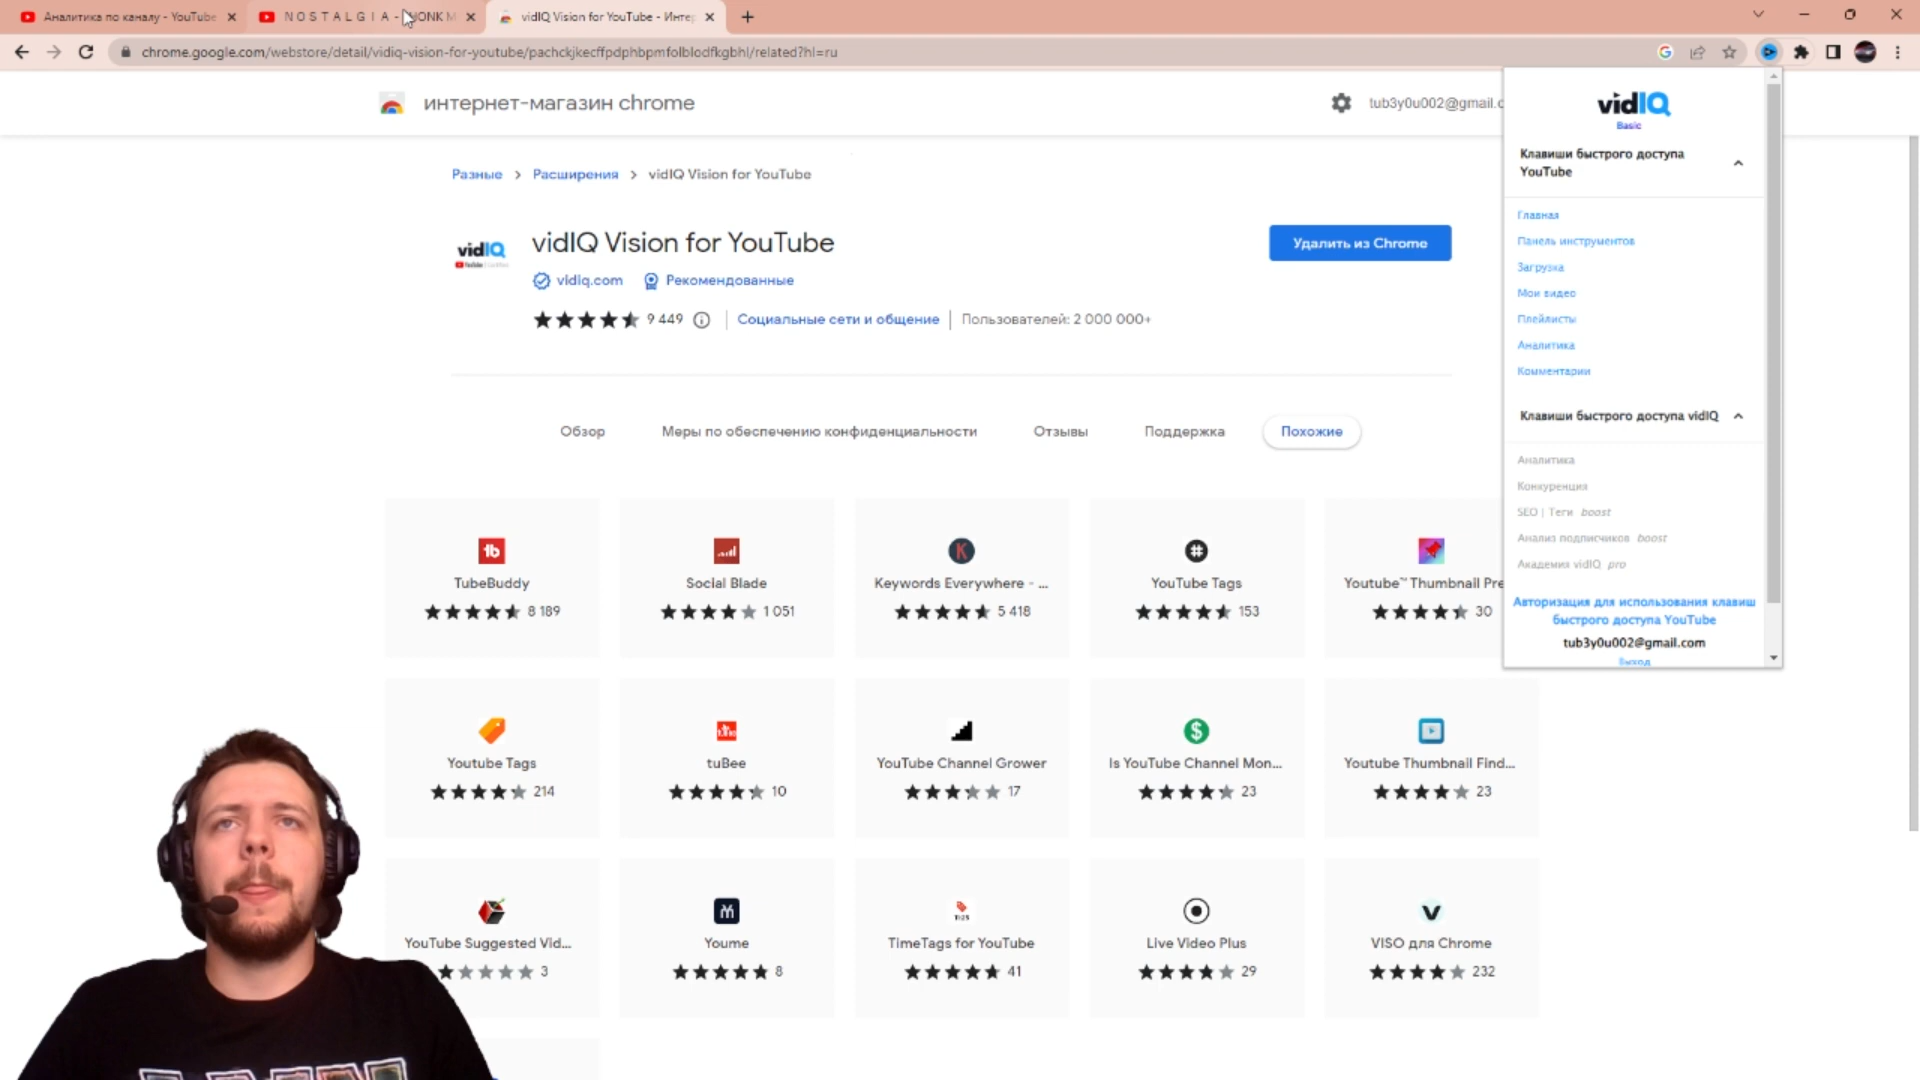 Аналитика по каналу - YouTube
N O S T A L G I A -
vidIQ Vision for YouTube - Интер
chrome.google.com/webstore/detail/vidiq-vision-for-youtube/pachckjkecffpdphbpmfolblodfkgbhl/related?hl=ru
интернет-магазин chrome
tub3y0u002@gmail.c
Разные
Расширения
vidIQ Vision for YouTube
vidIQ
vidIQ Vision for YouTube
vidiq.com
Рекомендованные
9 449
Социальные сети и общение
Пользователей: 2 000 000+
Удалить из Chrome
Обзор
Меры по обеспечению конфиденциальности
Отзывы
Поддержка
Похожие
TubeBuddy
8 189
Social Blade
1 051
Keywords Everywhere - ...
5 418
YouTube Tags
153
Youtube™ Thumbnail Pre
30
Youtube Tags
214
tuBee
10
YouTube Channel Grower
17
Is YouTube Channel Mon...
23
Youtube Thumbnail Find...
23
YouTube Suggested Vid...
3
Youme
8
TimeTags for YouTube
41
Live Video Plus
29
VISO для Chrome
232
vidIQ
Basic
Клавиши быстрого доступа
YouTube
Главная
Панель инструментов
Загрузка
Мои видео
Плейлисты
Аналитика
Комментарии
Клавиши быстрого доступа vidIQ
Аналитика
Конкуренция
SEO | Теги boost
Анализ подписчиков boost
Академия vidIQ pro
Авторизация для использования клавиш
быстрого доступа YouTube
tub3y0u002@gmail.com
Выход